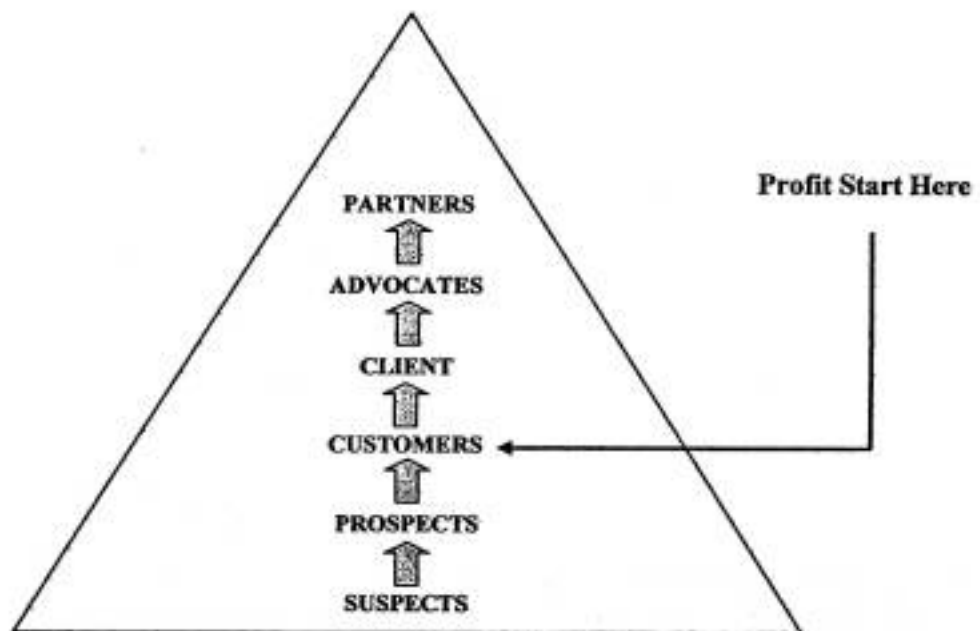 Profit Start Here
PARTNERS
ADVOCATES
CLIENT
CUSTOMERS
PROSPECTS
SUSPECTS